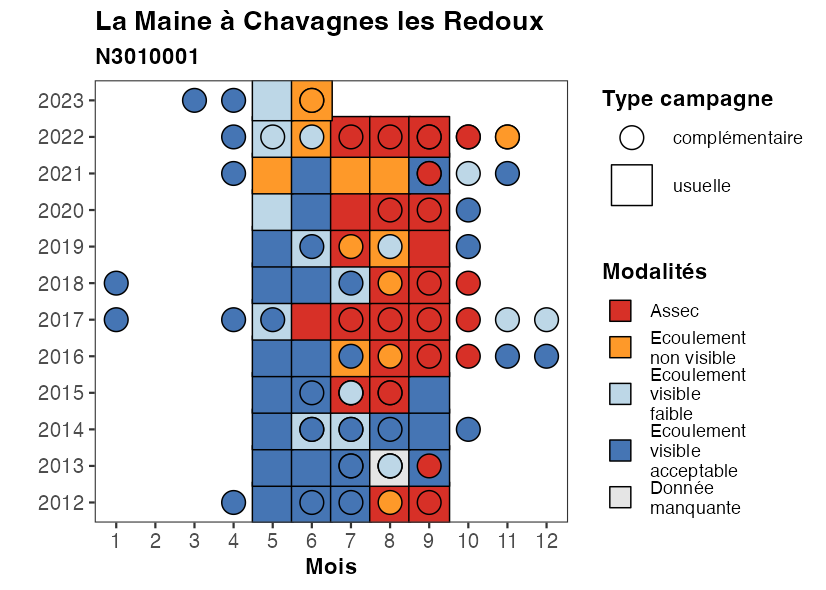 La Maine à Chavagnes les Redoux
N3010001
2023
2022
2021
2020
2019
2018
2017
2016
2015
2014
2013
2012
1 2 3 4 5 6 7 8 9 10 11 12
Mois
Type campagne
complémentaire
usuelle
Modalités
Assec
Ecoulement
non visible
Ecoulement
visible
faible
Ecoulement
visible
acceptable
Donnée
manquante